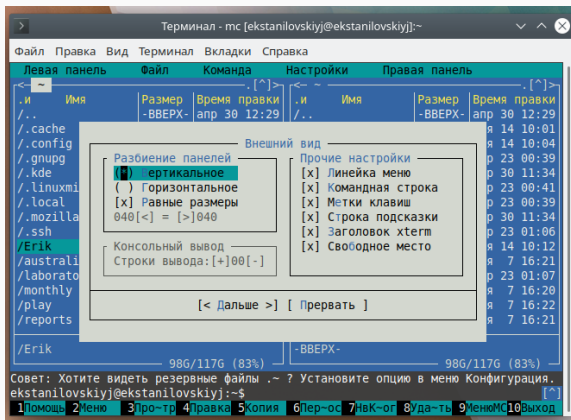 Терминал - mc [ekstanilovskiyj@ekstanilovskiyj]:~
Файл Правка Вид Терминал Вкладки Справка
Левая панель Файл Команда Настройки Правая панель
<─ ~ .[^]> <─ ~ .[^]>
.и Имя Размер Время правки .и Имя Размер Время правки
/.. -ВВЕРХ- апр 30 12:29 /.. -ВВЕРХ- апр 30 12:29
/.cache я 14 10:01
/.config я 14 10:04
/.gnupg р 23 00:39
/.kde р 30 11:34
/.linuxmi р 23 00:41
/.local р 23 00:39
/.mozilla р 30 11:34
/.ssh р 23 01:06
/Erik я 14 10:12
/australi я 7 16:21
/laborato р 23 01:07
/monthly я 7 16:20
/play я 7 16:22
/reports я 7 16:21
Внешний вид
Разбиение панелей
(*) Вертикальное
( ) Горизонтальное
[x] Равные размеры
040[<] = [>]040
Консольный вывод
Строки вывода:[+]00[-]
Прочие настройки
[x] Линейка меню
[x] Командная строка
[x] Метки клавиш
[x] Строка подсказки
[x] Заголовок xterm
[x] Свободное место
[< Дальше >] [ Прервать ]
/Erik -ВВЕРХ-
98G/117G (83%) 98G/117G (83%)
Совет: Хотите видеть резервные файлы .~ ? Установите опцию в меню Конфигурация.
ekstanilovskiyj@ekstanilovskiyj:~$ [^]
1Помощь 2Меню 3Про~тр 4Правка 5Копия 6Пер~ос 7НвК~ог 8Уда~ть 9МенюMC 10Выход